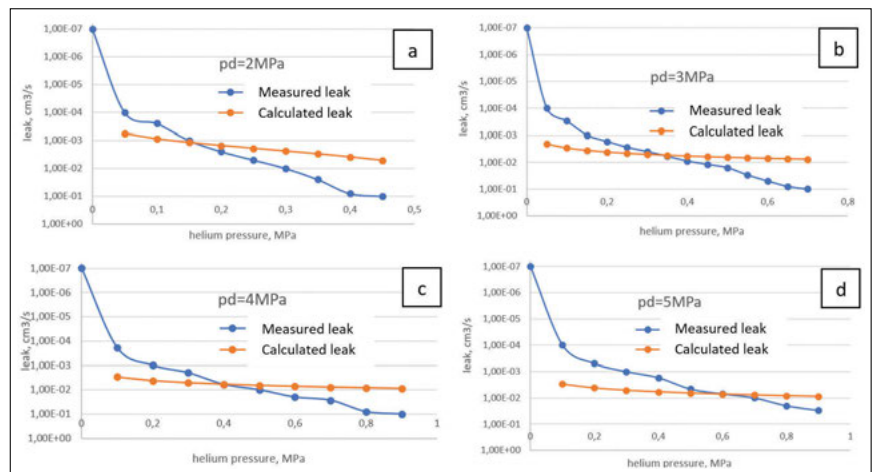 1,00E-07
1,00E-06
1,00E-05
1,00E-04
1,00E-03
1,00E-02
1,00E-01
1,00E+00
leak, cm3/s
pd=2MPa
a
Measured leak
Calculated leak
0 0,1 0,2 0,3 0,4 0,5
helium pressure, MPa
1,00E-07
1,00E-06
1,00E-05
1,00E-04
1,00E-03
1,00E-02
1,00E-01
1,00E+00
leak, cm3/s
b
pd=3MPa
Measured leak
Calculated leak
0 0,2 0,4 0,6 0,8
helium pressure, MPa
1,00E-07
1,00E-06
1,00E-05
1,00E-04
1,00E-03
1,00E-02
1,00E-01
1,00E+00
leak, cm3/s
c
pd=4MPa
Measured leak
Calculated leak
0 0,2 0,4 0,6 0,8 1
helium pressure, MPa
1,00E-07
1,00E-06
1,00E-05
1,00E-04
1,00E-03
1,00E-02
1,00E-01
1,00E+00
leak, cm3/s
d
pd=5MPa
Measured leak
Calculated leak
0 0,2 0,4 0,6 0,8 1
helium pressure, MPa